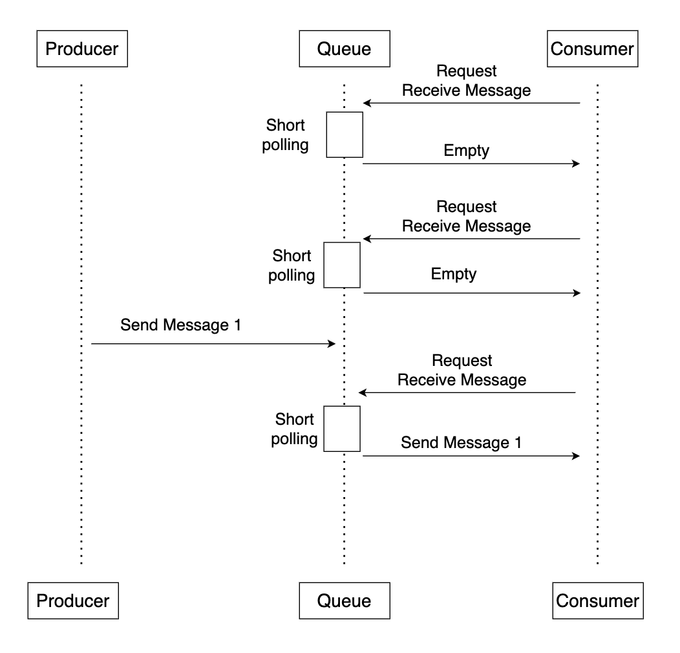 Producer
Queue
Consumer
Request
Receive Message
Short
polling
Empty
Request
Receive Message
Short
polling
Empty
Send Message 1
Request
Receive Message
Short
polling
Send Message 1
Producer
Queue
Consumer